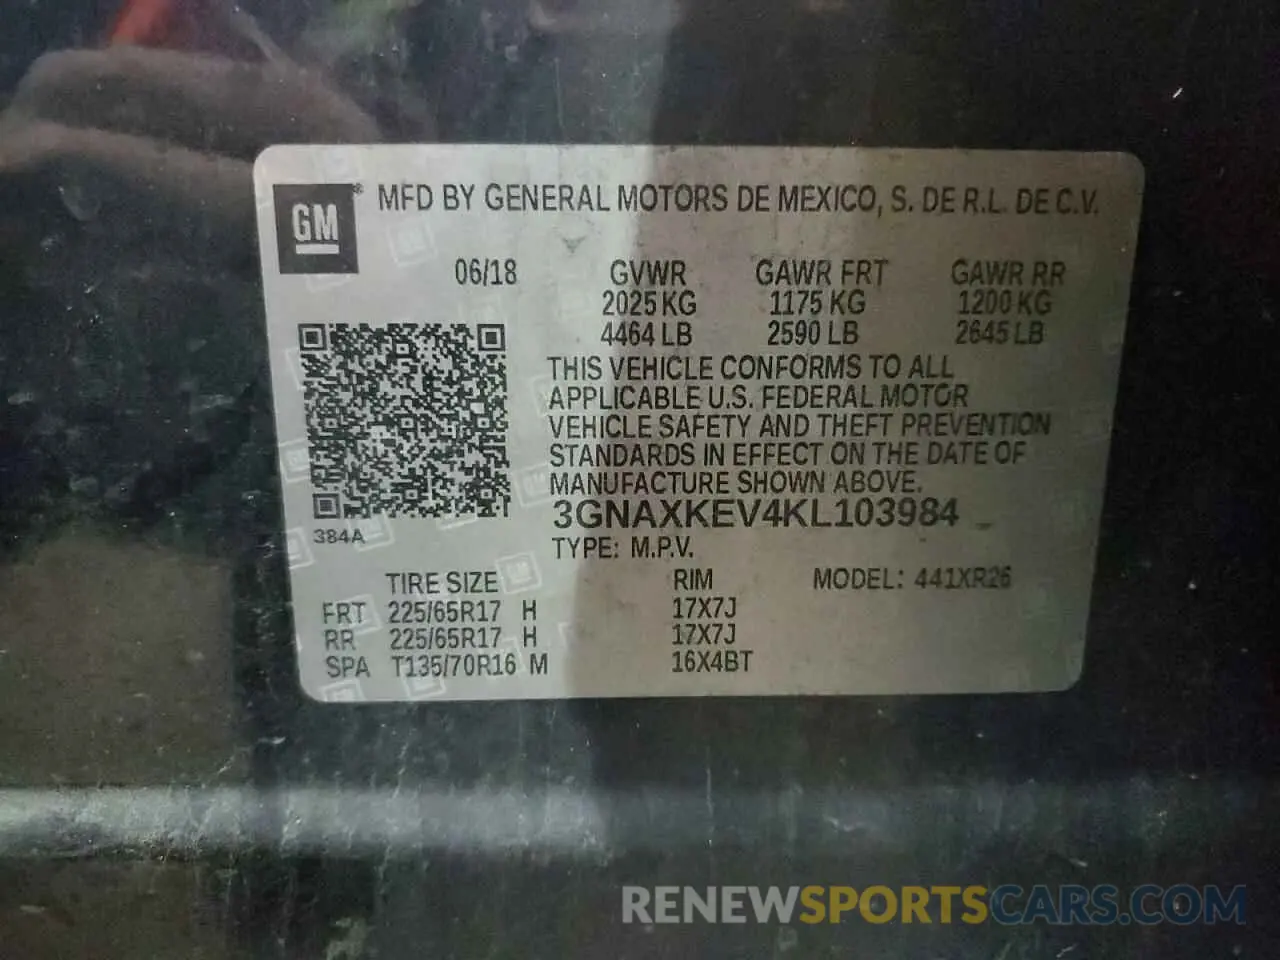 GM ® MFD BY GENERAL MOTORS DE MEXICO, S. DE R.L. DE C.V.
06/18 GVWR GAWR FRT GAWR RR
2025 KG 1175 KG 1200 KG
4464 LB 2590 LB 2645 LB
THIS VEHICLE CONFORMS TO ALL
APPLICABLE U.S. FEDERAL MOTOR
VEHICLE SAFETY AND THEFT PREVENTION
STANDARDS IN EFFECT ON THE DATE OF
MANUFACTURE SHOWN ABOVE.
3GNAXKEV4KL103984
384A
TYPE: M.P.V.
TIRE SIZE RIM MODEL: 441XR26
FRT 225/65R17 H 17X7J
RR 225/65R17 H 17X7J
SPA T135/70R16 M 16X4BT
RENEWSPORTSCARS.COM